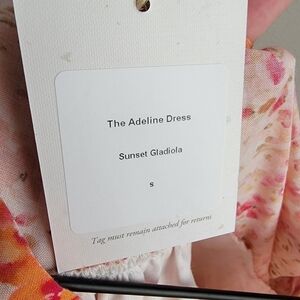 The Adeline Dress
Sunset Gladiola
s
Tag must remain attached for returns